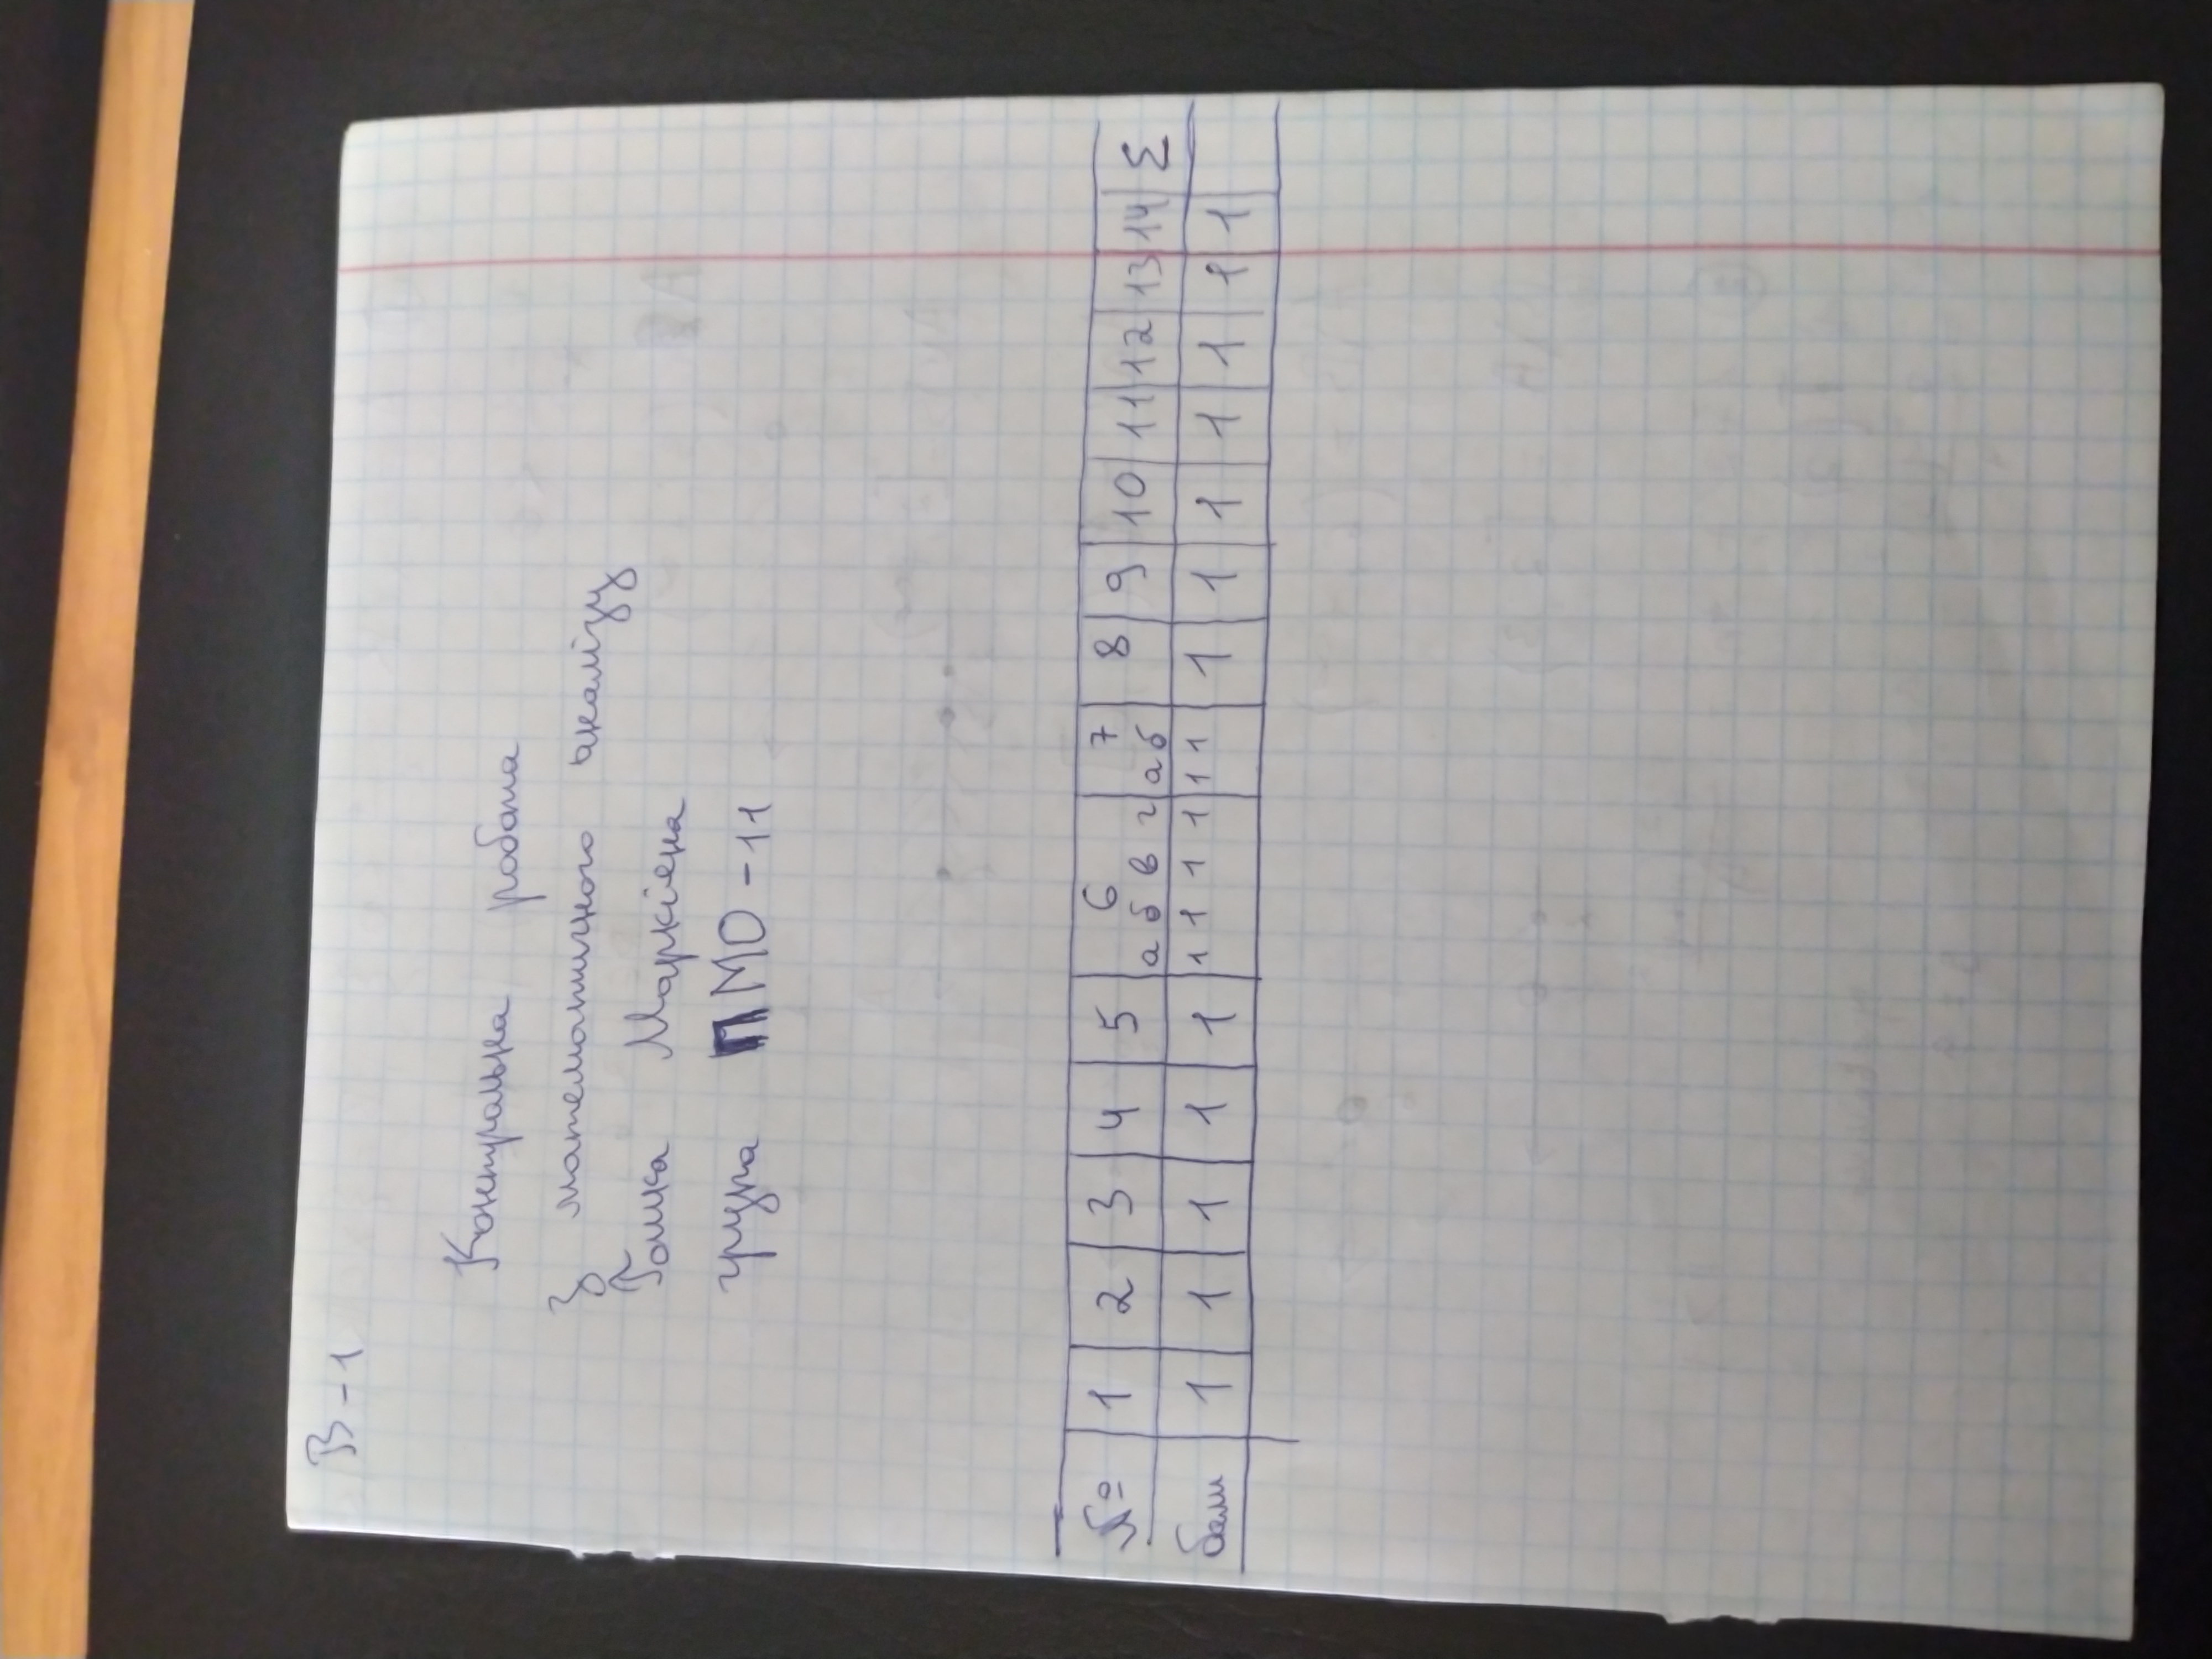 В-1
Контрольна робота
з математичного аналізу
Гошка Маркіяна
група ПМО-11
№ 1 2 3 4 5 6 а б в г 7 а б 8 9 10 11 12 13 14 Σ
бали 1 1 1 1 1 1 1 1 1 1 1 1 1 1 1 1 1 1